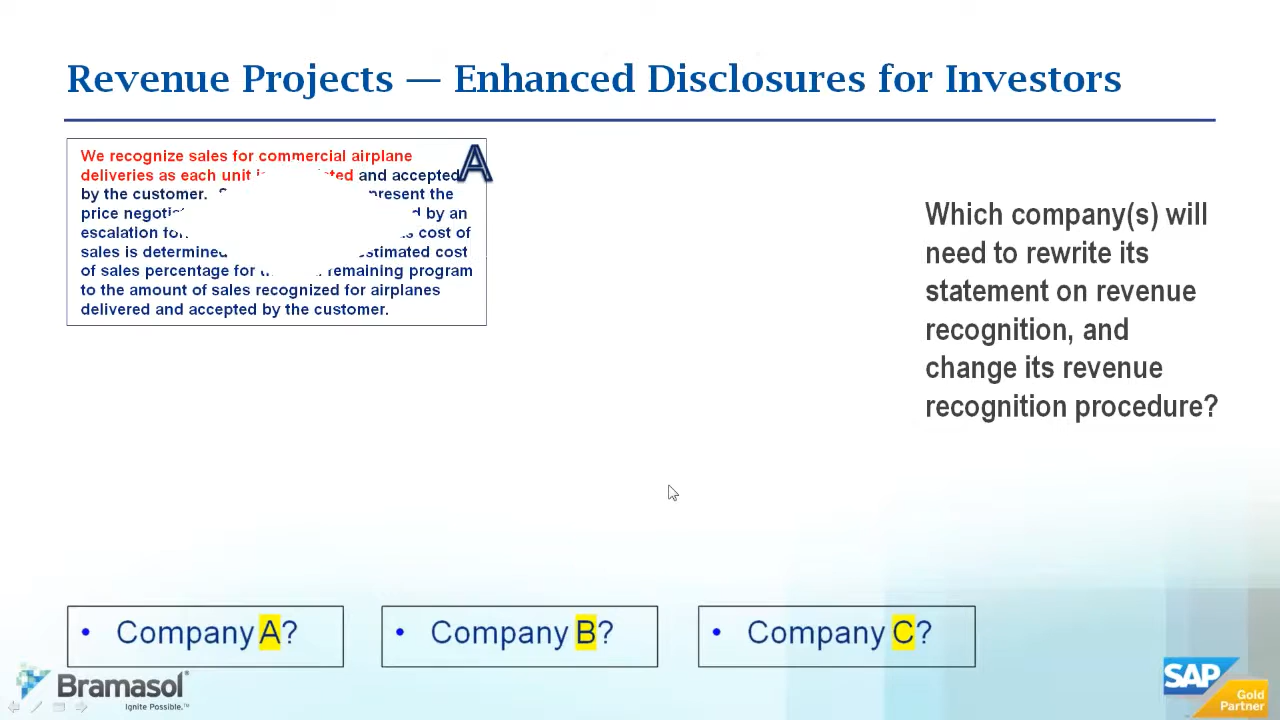 Revenue Projects — Enhanced Disclosures for Investors
We recognize sales for commercial airplane
deliveries as each unit and accepted
by the customer. present the
price by an
escalation cost of
sales is determined cost
of sales percentage for remaining program
to the amount of sales recognized for airplanes
delivered and accepted by the customer.
A
Which company(s) will
need to rewrite its
statement on revenue
recognition, and
change its revenue
recognition procedure?
• Company A?
• Company B?
• Company C?
Bramasol
Ignite Possible.™
SAP
Gold
Partner